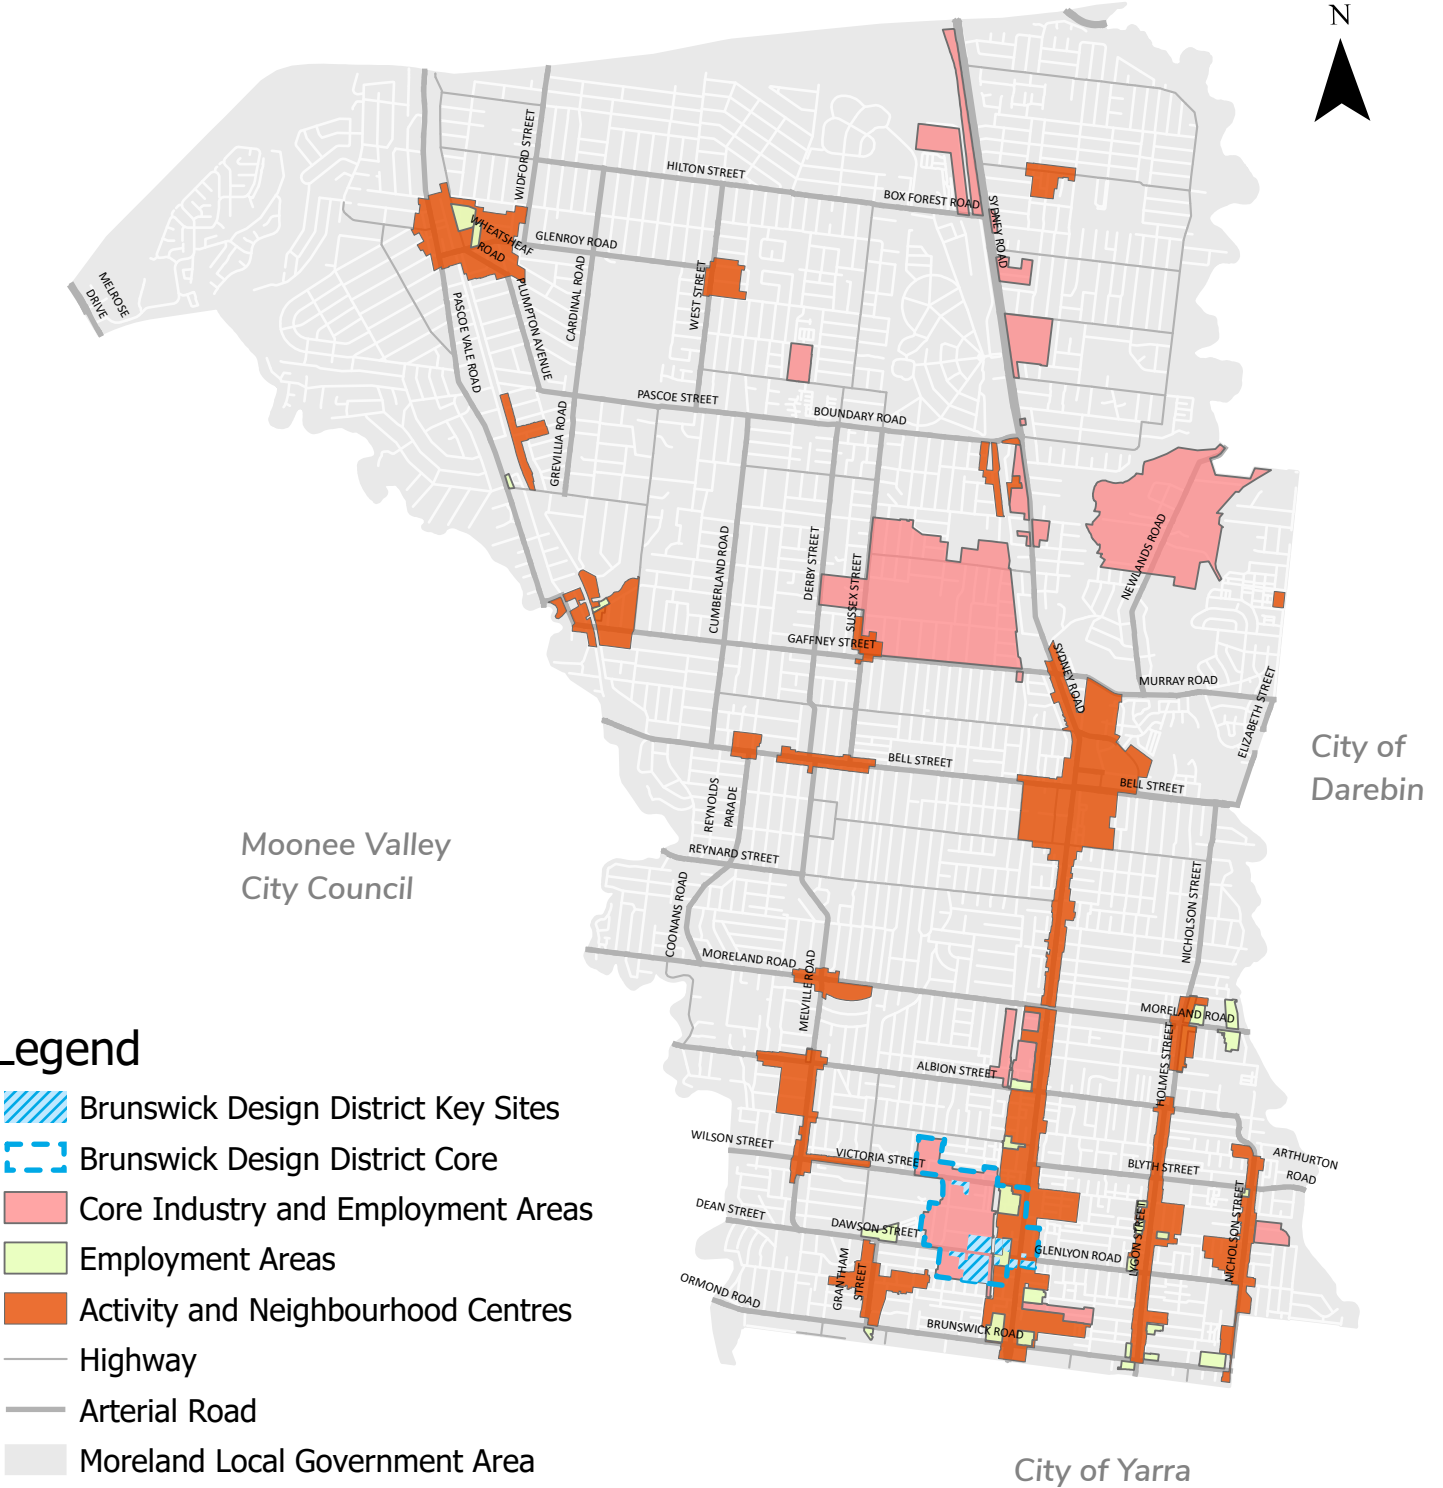 N
WIDFORD STREET
HILTON STREET
BOX FOREST ROAD
SYDNEY ROAD
WHEATSHEAF
ROAD
GLENROY ROAD
MELROSE
DRIVE
PASCOE VALE ROAD
PLUMPTON AVENUE
CARDINAL ROAD
WEST STREET
PASCOE STREET
BOUNDARY ROAD
GREVILLIA ROAD
NEWLANDS ROAD
CUMBERLAND ROAD
DERBY STREET
SUSSEX STREET
GAFFNEY STREET
SYDNEY ROAD
MURRAY ROAD
ELIZABETH STREET
City of
Darebin
BELL STREET
BELL STREET
REYNOLDS
PARADE
Moonee Valley
City Council
REYNARD STREET
COONANS ROAD
NICHOLSON STREET
MORELAND ROAD
MELVILLE ROAD
MORELAND ROAD
HOLMES STREET
ALBION STREET
WILSON STREET
VICTORIA STREET
BLYTH STREET
ARTHURTON
ROAD
DEAN STREET
DAWSON STREET
GLENLYON ROAD
LYGON STREET
NICHOLSON STREET
GRANTHAM
STREET
ORMOND ROAD
BRUNSWICK ROAD
City of Yarra
Legend
Brunswick Design District Key Sites
Brunswick Design District Core
Core Industry and Employment Areas
Employment Areas
Activity and Neighbourhood Centres
Highway
Arterial Road
Moreland Local Government Area